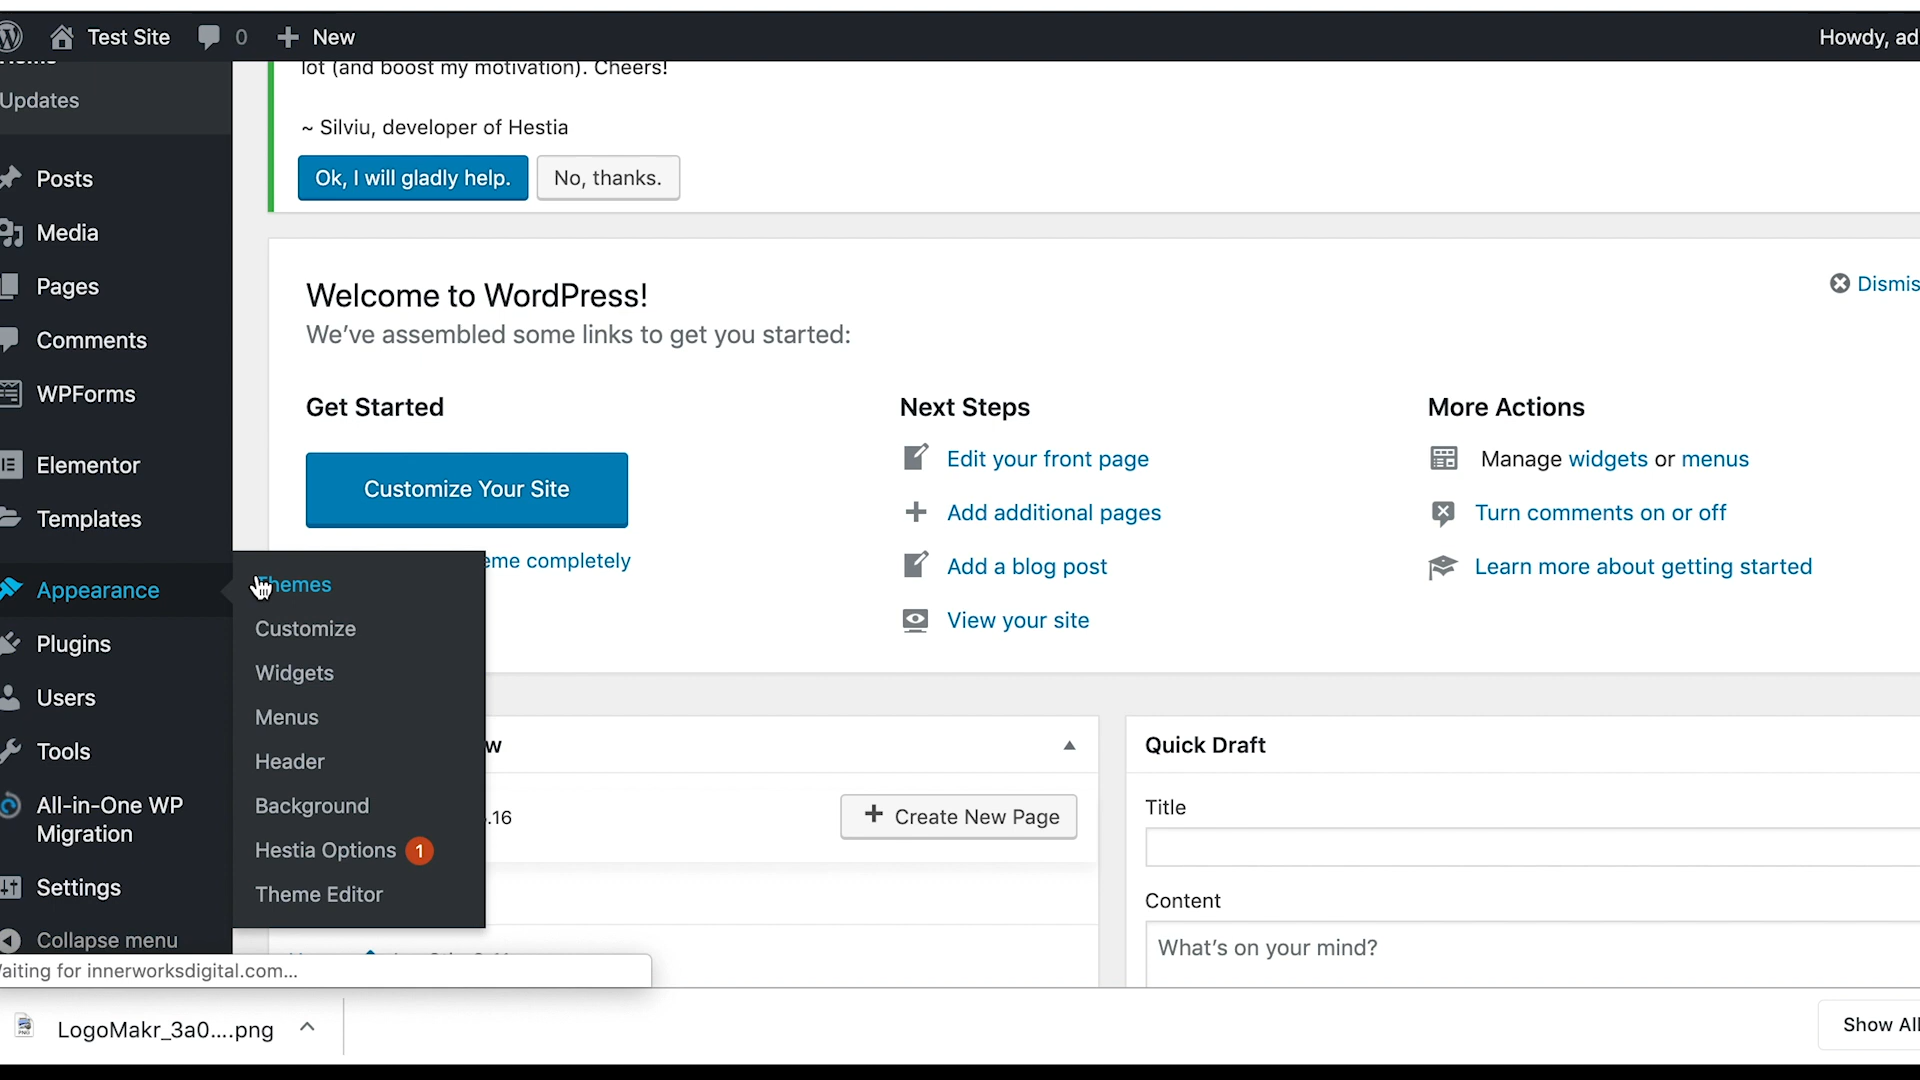 Test Site
0
New
Howdy, ad
lot (and boost my motivation). Cheers!
~ Silviu, developer of Hestia
Ok, I will gladly help.
No, thanks.
Updates
Posts
Media
Pages
Comments
WPForms
Elementor
Templates
Appearance
Plugins
Users
Tools
All-in-One WP
Migration
Settings
Collapse menu
Themes
Customize
Widgets
Menus
Header
Background
Hestia Options 1
Theme Editor
Welcome to WordPress!
We've assembled some links to get you started:
Dismis
Get Started
Customize Your Site
eme completely
Next Steps
Edit your front page
Add additional pages
Add a blog post
View your site
More Actions
Manage widgets or menus
Turn comments on or off
Learn more about getting started
w
.16
Create New Page
Quick Draft
Title
Content
What's on your mind?
aiting for innerworksdigital.com...
LogoMakr_3a0....png
Show All